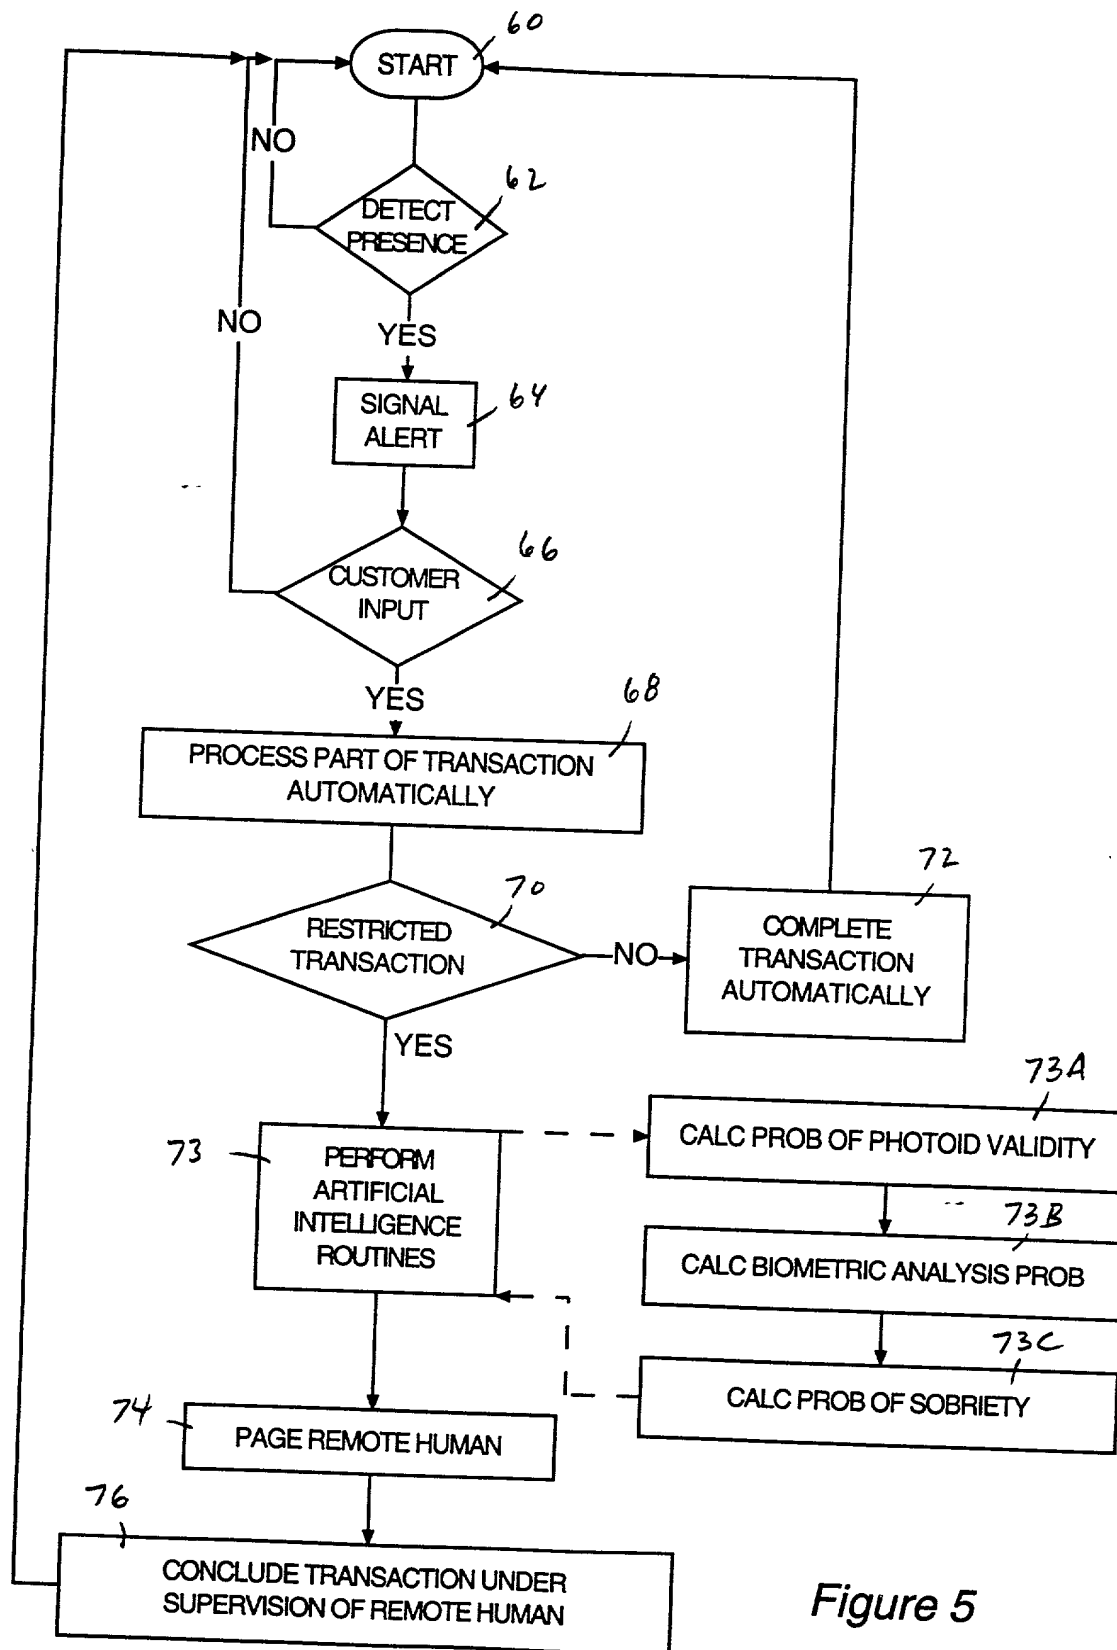 60
START
NO
62
DETECT
PRESENCE
NO
YES
SIGNAL
ALERT
64
66
CUSTOMER
INPUT
YES
68
PROCESS PART OF TRANSACTION
AUTOMATICALLY
70
RESTRICTED
TRANSACTION
NO
72
COMPLETE
TRANSACTION
AUTOMATICALLY
YES
73
PERFORM
ARTIFICIAL
INTELLIGENCE
ROUTINES
73A
CALC PROB OF PHOTOID VALIDITY
73B
CALC BIOMETRIC ANALYSIS PROB
73C
CALC PROB OF SOBRIETY
74
PAGE REMOTE HUMAN
76
CONCLUDE TRANSACTION UNDER
SUPERVISION OF REMOTE HUMAN
Figure 5